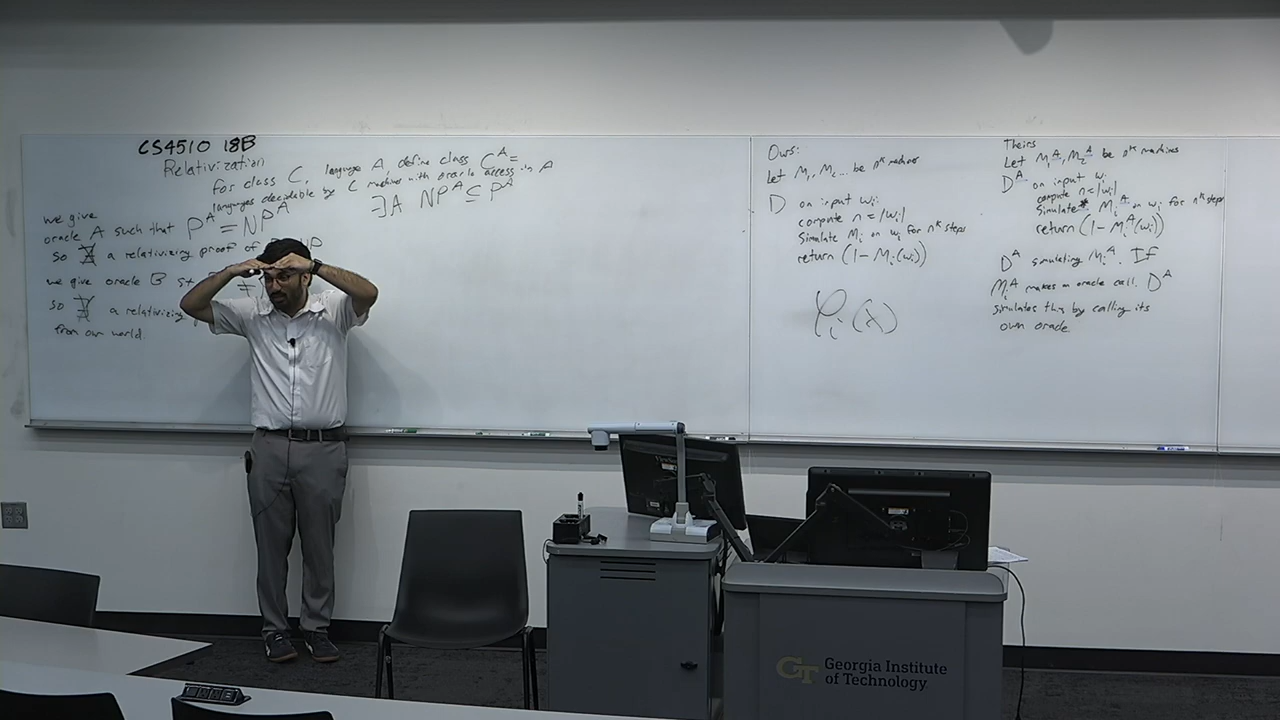 CS4510 18B
Relativization
for class C, language A, define class C^A =
languages decidable by C machines with oracle access to A
∃A NP^A ⊆ P^A
we give
oracle A such that P^A = NP^A
so ∄ a relativizing proof of
we give oracle B st
so ∄ a relativizing
from our world.
Ours:
Let M₁, M₂... be n^k machines
D on input wᵢ:
compute n = |wᵢ|
Simulate Mᵢ on wᵢ for n^k steps
return (1 - Mᵢ(wᵢ))
φᵢ(x)
Theirs
Let M₁^A, M₂^A be n^k machines
D^A on input wᵢ
compute n = |wᵢ|
Simulate Mᵢ^A on wᵢ for n^k steps
return (1 - Mᵢ^A(wᵢ))
D^A simulating Mᵢ^A. If
Mᵢ^A makes an oracle call, D^A
simulates this by calling its
own oracle
ViewSonic
GT Georgia Institute
of Technology